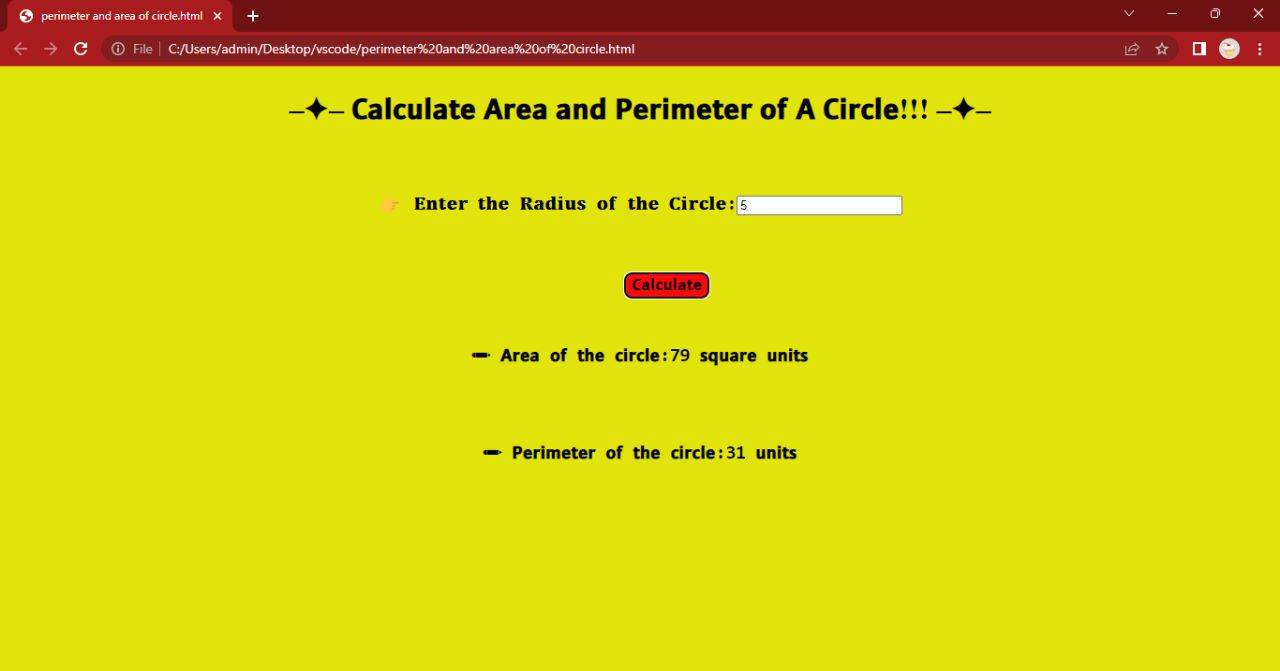 perimeter and area of circle.html
File | C:/Users/admin/Desktop/vscode/perimeter%20and%20area%20of%20circle.html
—✦— Calculate Area and Perimeter of A Circle!!! —✦—
👉 Enter the Radius of the Circle:5
Calculate
✏ Area of the circle:79 square units
✏ Perimeter of the circle:31 units